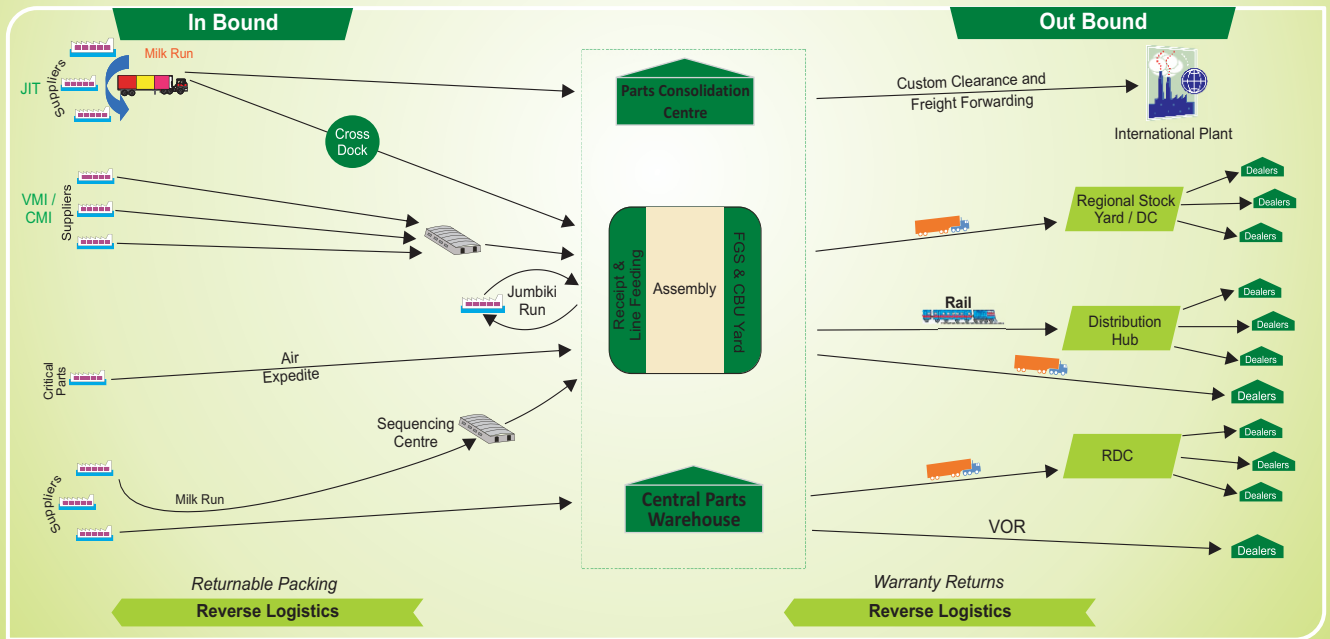 In Bound
Out Bound
Milk Run
JIT
Suppliers
Parts Consolidation
Centre
Custom Clearance and
Freight Forwarding
International Plant
Cross
Dock
VMI /
CMI
Suppliers
Regional Stock
Yard / DC
Dealers
Dealers
Dealers
Jumbiki
Run
Receipt &
Line Feeding
Assembly
FGS & CBU Yard
Rail
Distribution
Hub
Dealers
Dealers
Dealers
Dealers
Critical
Parts
Air
Expedite
Sequencing
Centre
Milk Run
Suppliers
Central Parts
Warehouse
RDC
Dealers
Dealers
Dealers
VOR
Dealers
Returnable Packing
Reverse Logistics
Warranty Returns
Reverse Logistics